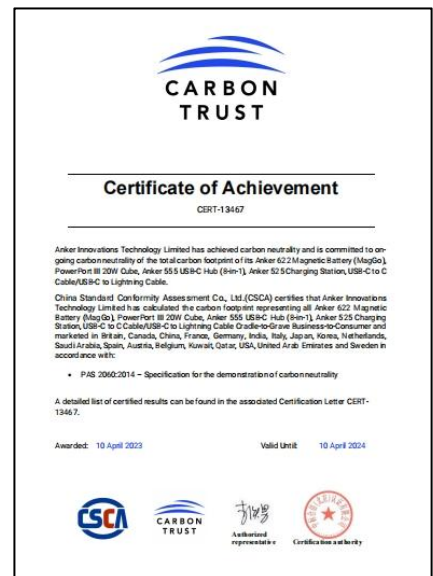 CARBON
TRUST
Certificate of Achievement
CERT-13467
Anker Innovations Technology Limited has achieved carbon neutrality and is committed to on-
going carbon neutrality of the total carbon footprint of its Anker 622 Magnetic Battery (MagGo),
PowerPort III 20W Cube, Anker 555 USB-C Hub (8-in-1), Anker 525 Charging Station, USB-C to C
Cable/USB-C to Lightning Cable.
China Standard Conformity Assessment Co., Ltd.(CSCA) certifies that Anker Innovations
Technology Limited has calculated the carbon footprint representing all Anker 622 Magnetic
Battery (MagGo), PowerPort III 20W Cube, Anker 555 USB-C Hub (8-in-1), Anker 525 Charging
Station, USB-C to C Cable/USB-C to Lightning Cable Cradle-to-Grave Business-to-Consumer and
marketed in Britain, Canada, China, France, Germany, India, Italy, Japan, Korea, Netherlands,
Saudi Arabia, Spain, Austria, Belgium, Kuwait, Qatar, USA, United Arab Emirates and Sweden in
accordance with:
• PAS 2060:2014 – Specification for the demonstration of carbon neutrality
A detailed list of certified results can be found in the associated Certification Letter CERT-
13467.
Awarded: 10 April 2023 Valid Until: 10 April 2024
CSCA
CARBON
TRUST
Authorized
representative
Certification authority